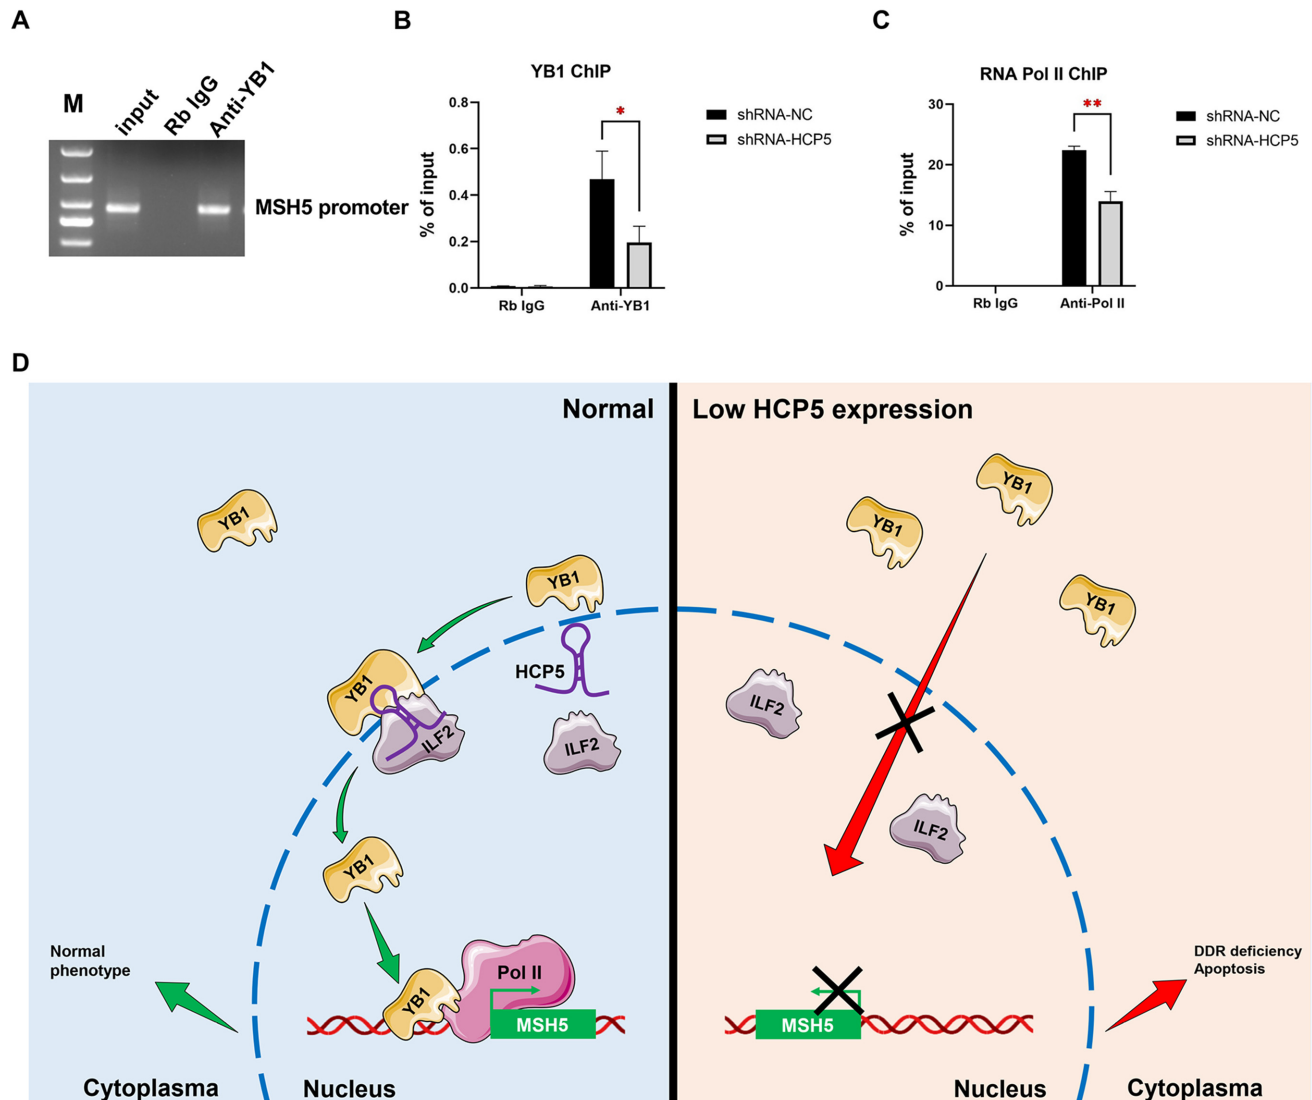 A
M
input
Rb IgG
Anti-YB1
MSH5 promoter
B
YB1 ChIP
% of input
0.8
0.6
0.4
0.2
0.0
*
Rb IgG
Anti-YB1
shRNA-NC
shRNA-HCP5
C
RNA Pol II ChIP
% of input
30
20
10
0
**
Rb IgG
Anti-Pol II
shRNA-NC
shRNA-HCP5
D
Normal
YB1
YB1
HCP5
YB1
ILF2
ILF2
YB1
Normal
phenotype
Pol II
YB1
MSH5
Cytoplasma
Nucleus
Low HCP5 expression
YB1
YB1
YB1
ILF2
ILF2
DDR deficiency
Apoptosis
MSH5
Nucleus
Cytoplasma